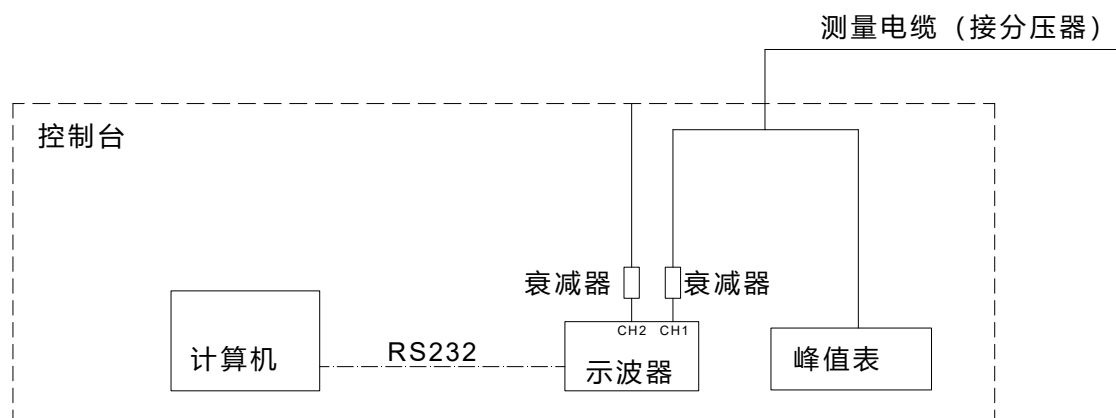 测量电缆（接分压器）
控制台
衰减器
衰减器
CH2 CH1
计算机
RS232
示波器
峰值表